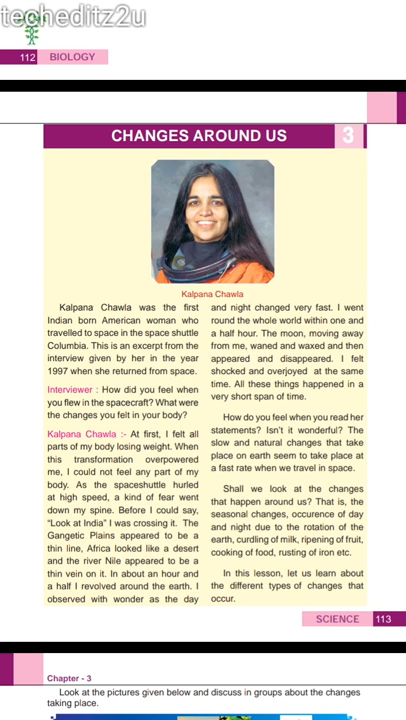 techeditz2u
112 BIOLOGY
CHANGES AROUND US 3
Kalpana Chawla
Kalpana Chawla was the first
Indian born American woman who
travelled to space in the space shuttle
Columbia. This is an excerpt from the
interview given by her in the year
1997 when she returned from space.
Interviewer : How did you feel when
you flew in the spacecraft? What were
the changes you felt in your body?
Kalpana Chawla :- At first, I felt all
parts of my body losing weight. When
this transformation overpowered
me, I could not feel any part of my
body. As the spaceshuttle hurled
at high speed, a kind of fear went
down my spine. Before I could say,
“Look at India” I was crossing it. The
Gangetic Plains appeared to be a
thin line, Africa looked like a desert
and the river Nile appeared to be a
thin vein on it. In about an hour and
a half I revolved around the earth. I
observed with wonder as the day
and night changed very fast. I went
round the whole world within one and
a half hour. The moon, moving away
from me, waned and waxed and then
appeared and disappeared. I felt
shocked and overjoyed at the same
time. All these things happened in a
very short span of time.
How do you feel when you read her
statements? Isn’t it wonderful? The
slow and natural changes that take
place on earth seem to take place at
a fast rate when we travel in space.
Shall we look at the changes
that happen around us? That is, the
seasonal changes, occurence of day
and night due to the rotation of the
earth, curdling of milk, ripening of fruit,
cooking of food, rusting of iron etc.
In this lesson, let us learn about
the different types of changes that
occur.
SCIENCE 113
Chapter - 3
Look at the pictures given below and discuss in groups about the changes
taking place.